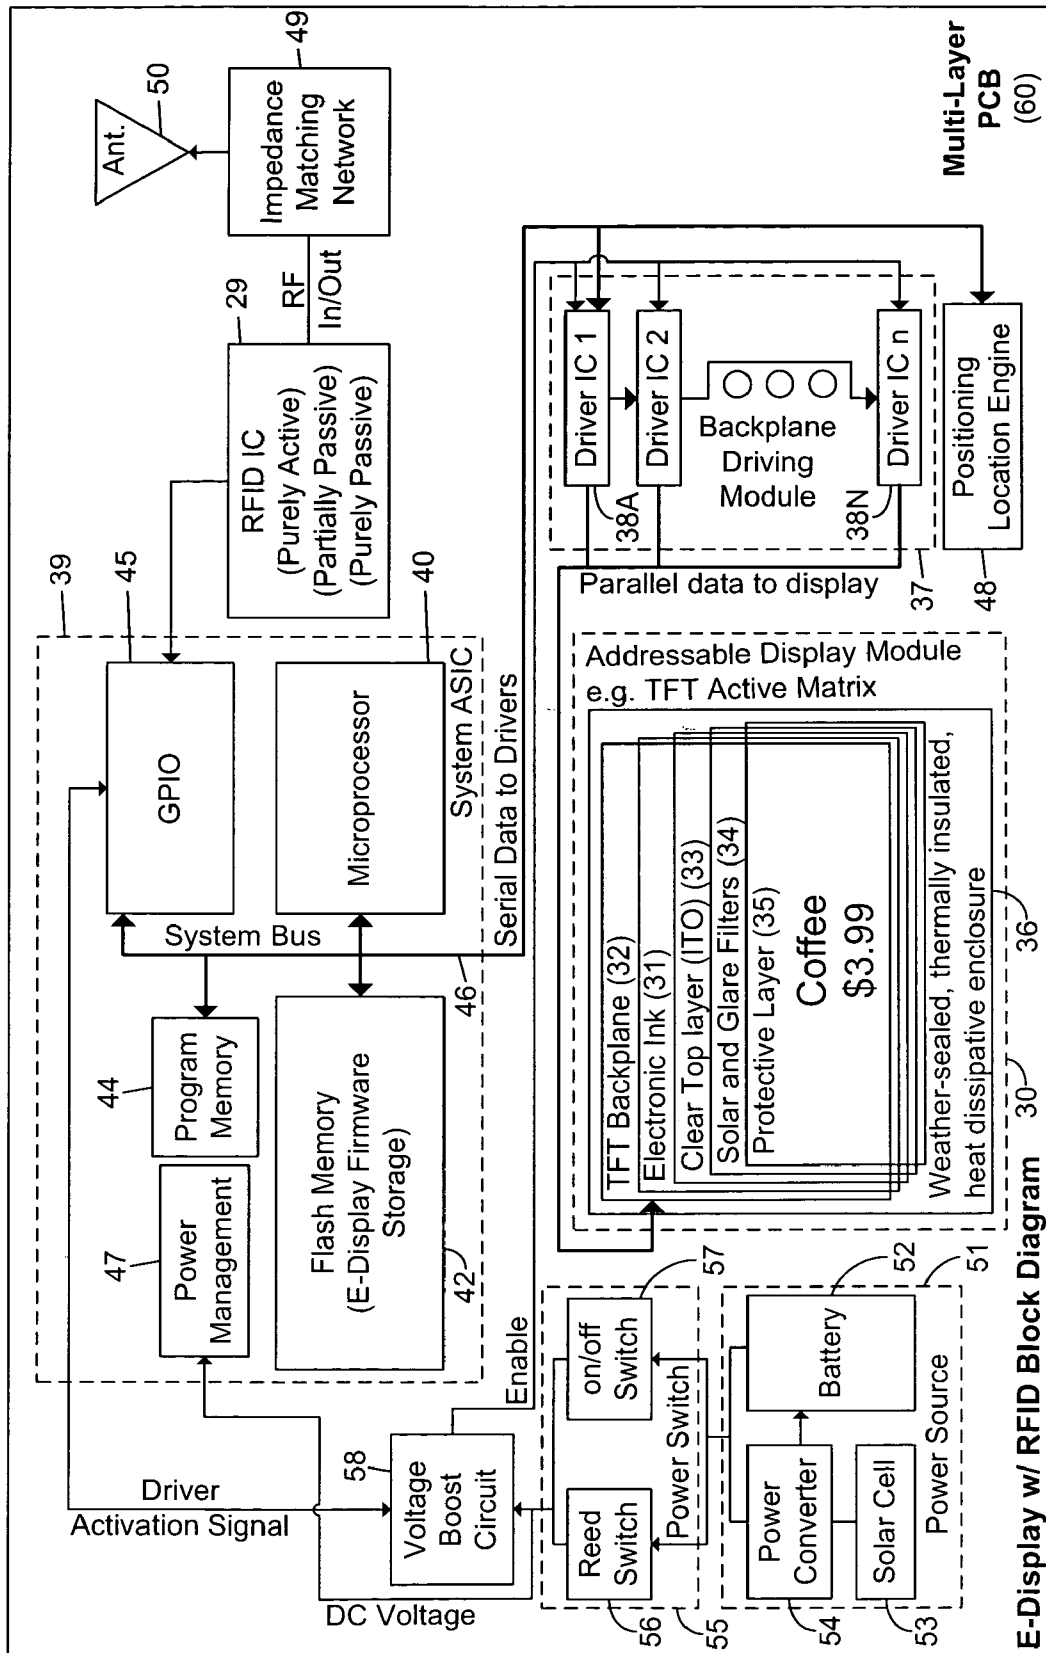 Ant.
50
Impedance
Matching
Network
49
RF
In/Out
29
RFID IC
(Purely Active)
(Partially Passive)
(Purely Passive)
39
45
GPIO
40
Microprocessor
System ASIC
System Bus
44
Program
Memory
47
Power
Management
Flash Memory
(E-Display Firmware
Storage)
42
46
Serial Data to Drivers
Driver
Activation Signal
DC Voltage
58
Voltage
Boost
Circuit
Enable
Reed
Switch
56
on/off
Switch
57
Power Switch
55
Power
Converter
54
Solar Cell
53
Battery
52
Power Source
51
Driver IC 1
38A
Driver IC 2
Backplane
Driving
Module
Driver IC n
38N
37
Parallel data to display
Positioning
Location Engine
48
Addressable Display Module
e.g. TFT Active Matrix
TFT Backplane (32)
Electronic Ink (31)
Clear Top layer (ITO) (33)
Solar and Glare Filters (34)
Protective Layer (35)
Coffee
$3.99
Weather-sealed, thermally insulated,
heat dissipative enclosure
36
30
Multi-Layer
PCB
(60)
E-Display w/ RFID Block Diagram